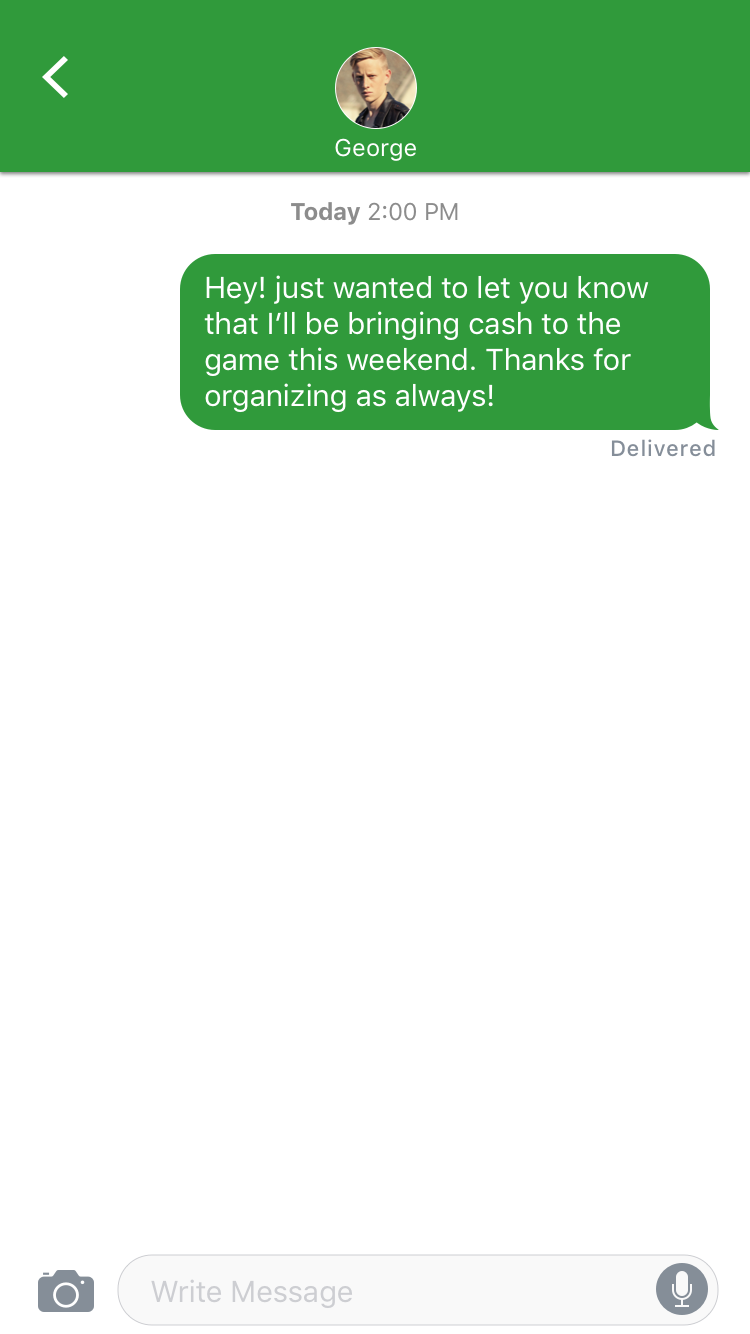 George
Today 2:00 PM
Hey! just wanted to let you know
that I’ll be bringing cash to the
game this weekend. Thanks for
organizing as always!
Delivered
Write Message